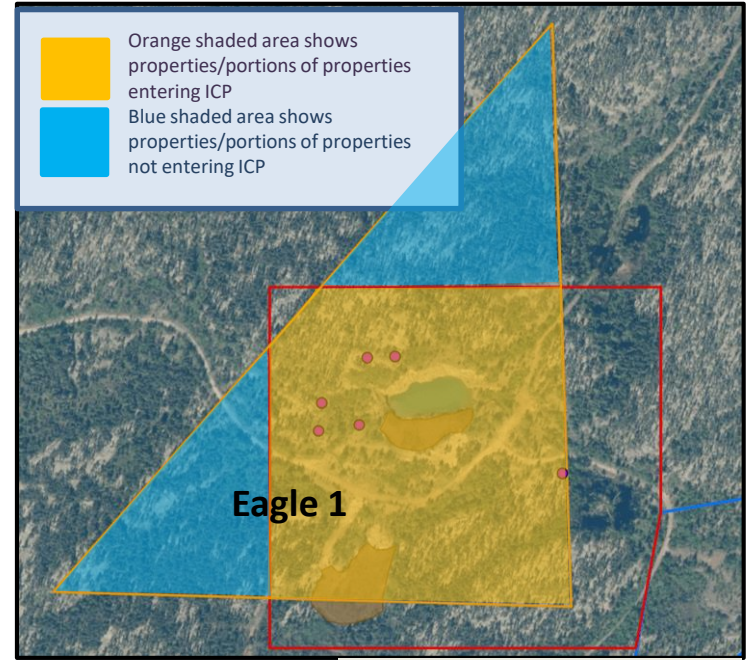 Orange shaded area shows
properties/portions of properties
entering ICP
Blue shaded area shows
properties/portions of properties
not entering ICP
Eagle 1